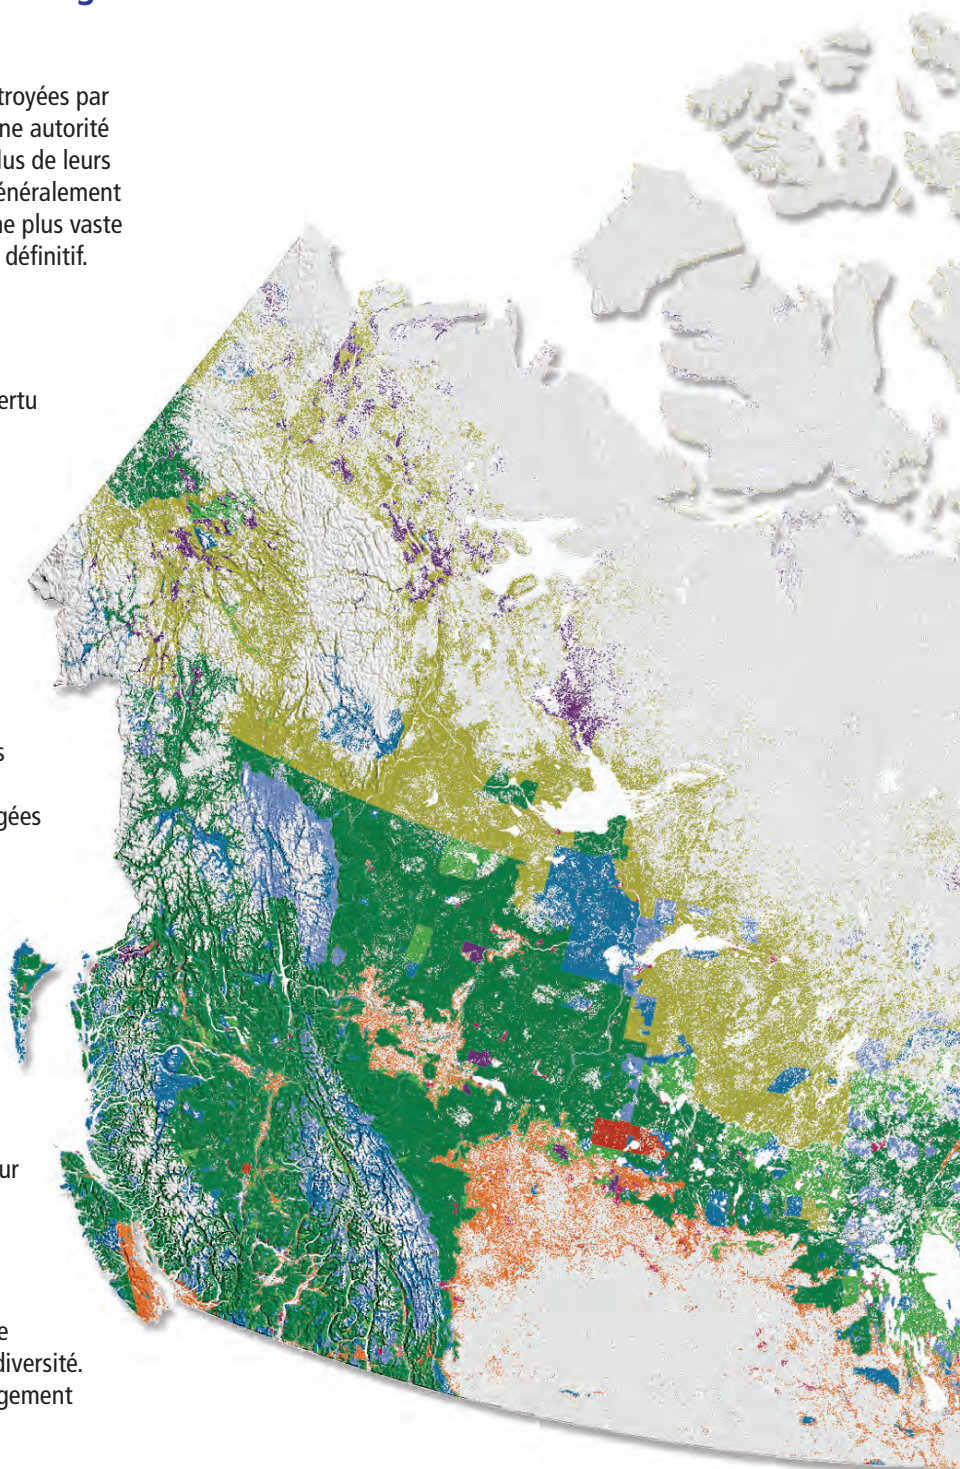 g
troyées par
ne autorité
lus de leurs
énéralement
ne plus vaste
définitif.
ertu
s
gées
ur
e
diversité.
gement